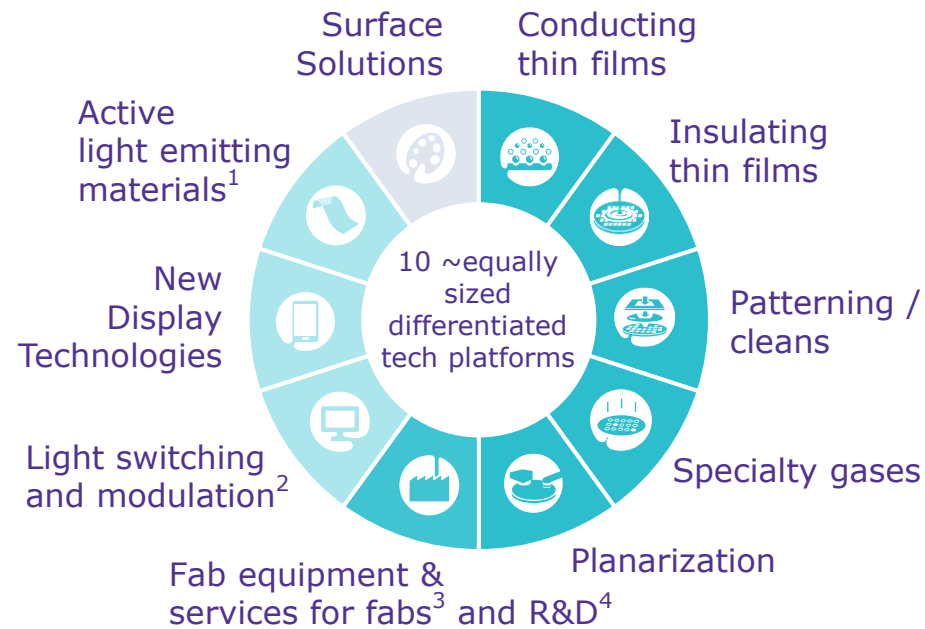 Surface
Solutions
Conducting
thin films
Active
light emitting
materials¹
Insulating
thin films
New
Display
Technologies
10 ~equally
sized
differentiated
tech platforms
Patterning /
cleans
Light switching
and modulation²
Specialty gases
Fab equipment &
services for fabs³ and R&D⁴
Planarization